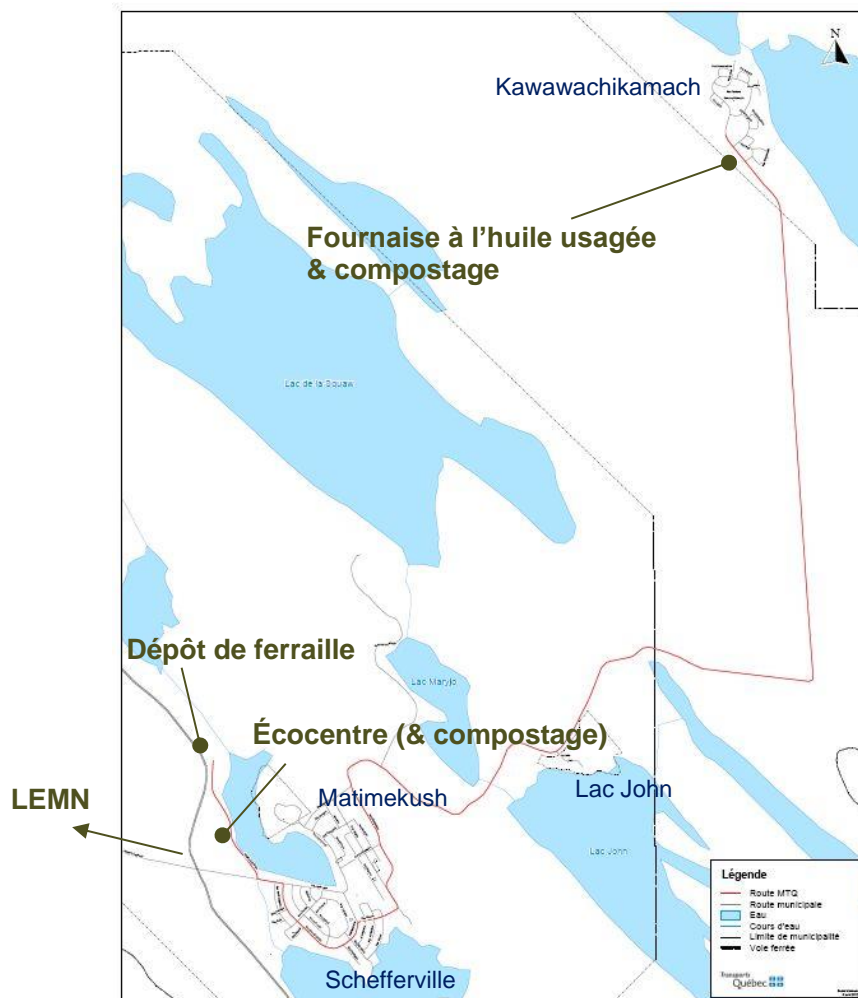 N
Kawawachikamach
Fournaise à l’huile usagée
& compostage
Lac de la Squaw
Dépôt de ferraille
Lac Maryjo
Écocentre (& compostage)
LEMN
Matimekush
Lac John
Lac John
Schefferville
Légende
Route MTQ
Route municipale
Eau
Cours d'eau
Limite de municipalité
Voie ferrée
Transports
Québec